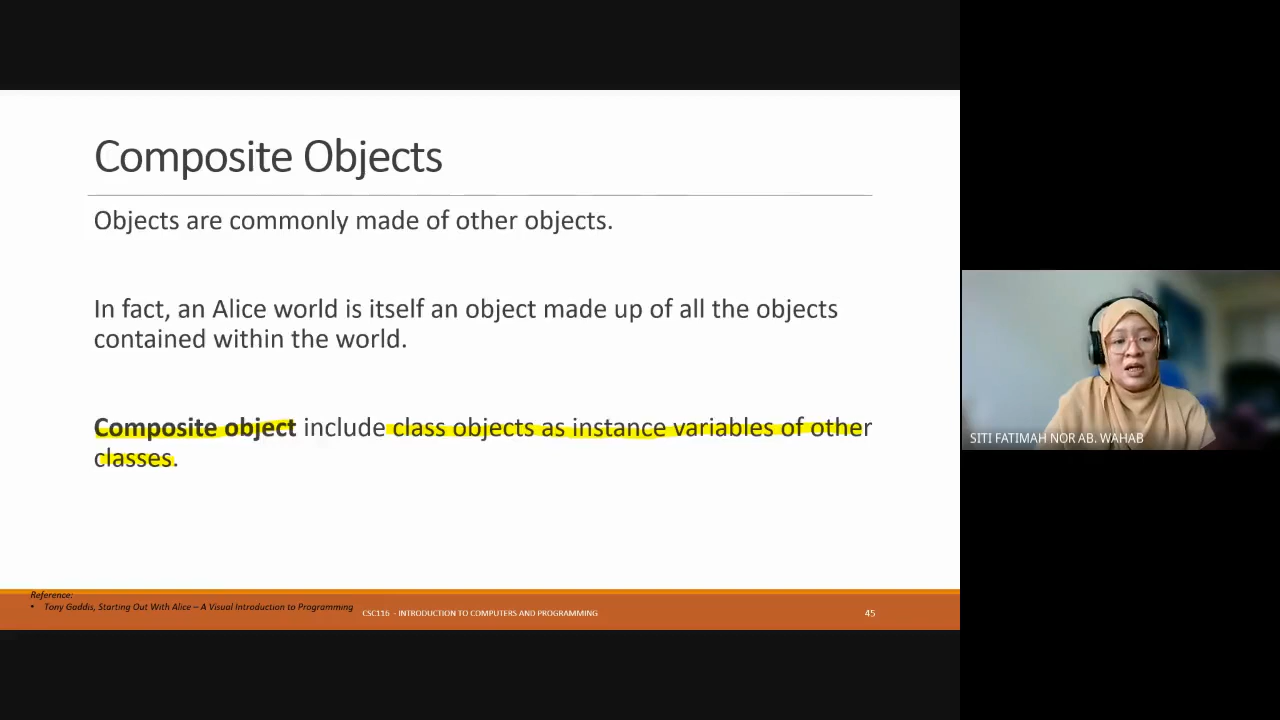 Composite Objects
Objects are commonly made of other objects.
In fact, an Alice world is itself an object made up of all the objects
contained within the world.
Composite object include class objects as instance variables of other
classes.
SITI FATIMAH NOR AB. WAHAB
Reference:
• Tony Gaddis, Starting Out With Alice – A Visual Introduction to Programming
CSC116 - INTRODUCTION TO COMPUTERS AND PROGRAMMING
45